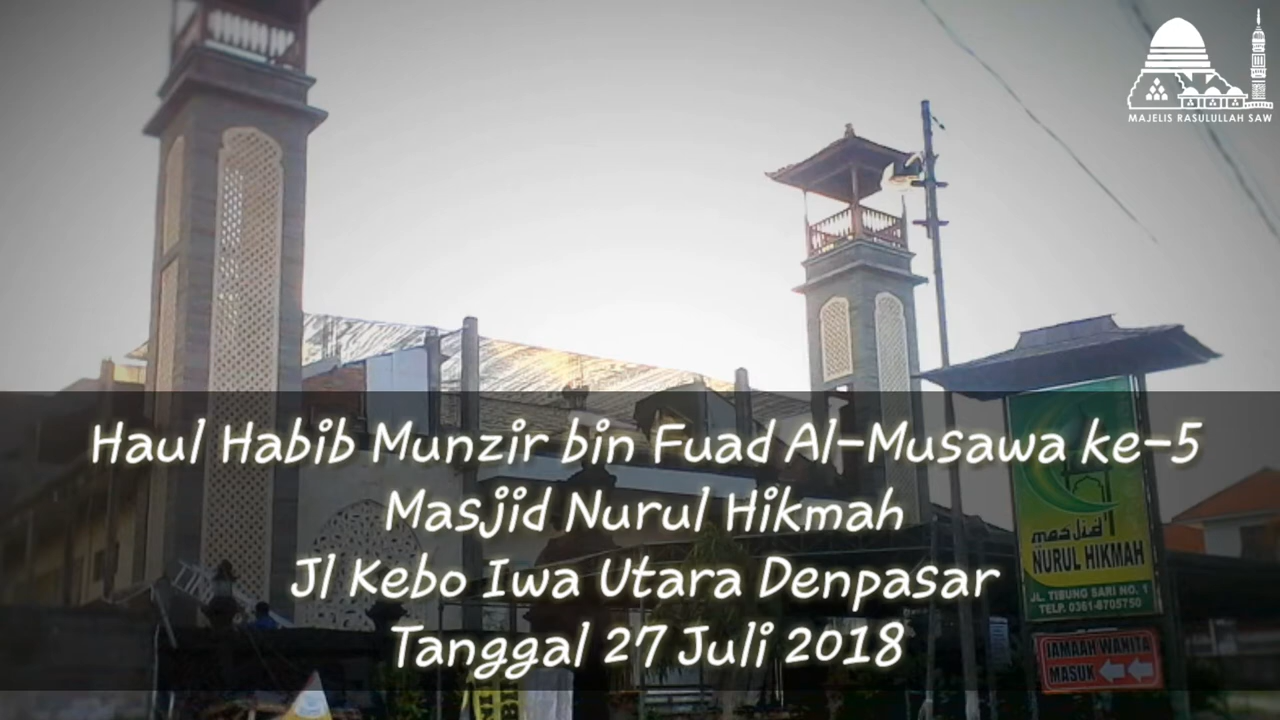 MAJELIS RASULULLAH SAW
Haul Habib Munzir bin Fuad Al-Musawa ke-5
Masjid Nurul Hikmah
Jl Kebo Iwa Utara Denpasar
Tanggal 27 Juli 2018
masjid
NURUL HIKMAH
JL. TIBUNG SARI NO. 1
TELP. 0361-8705750
JAMAAH WANITA
MASUK